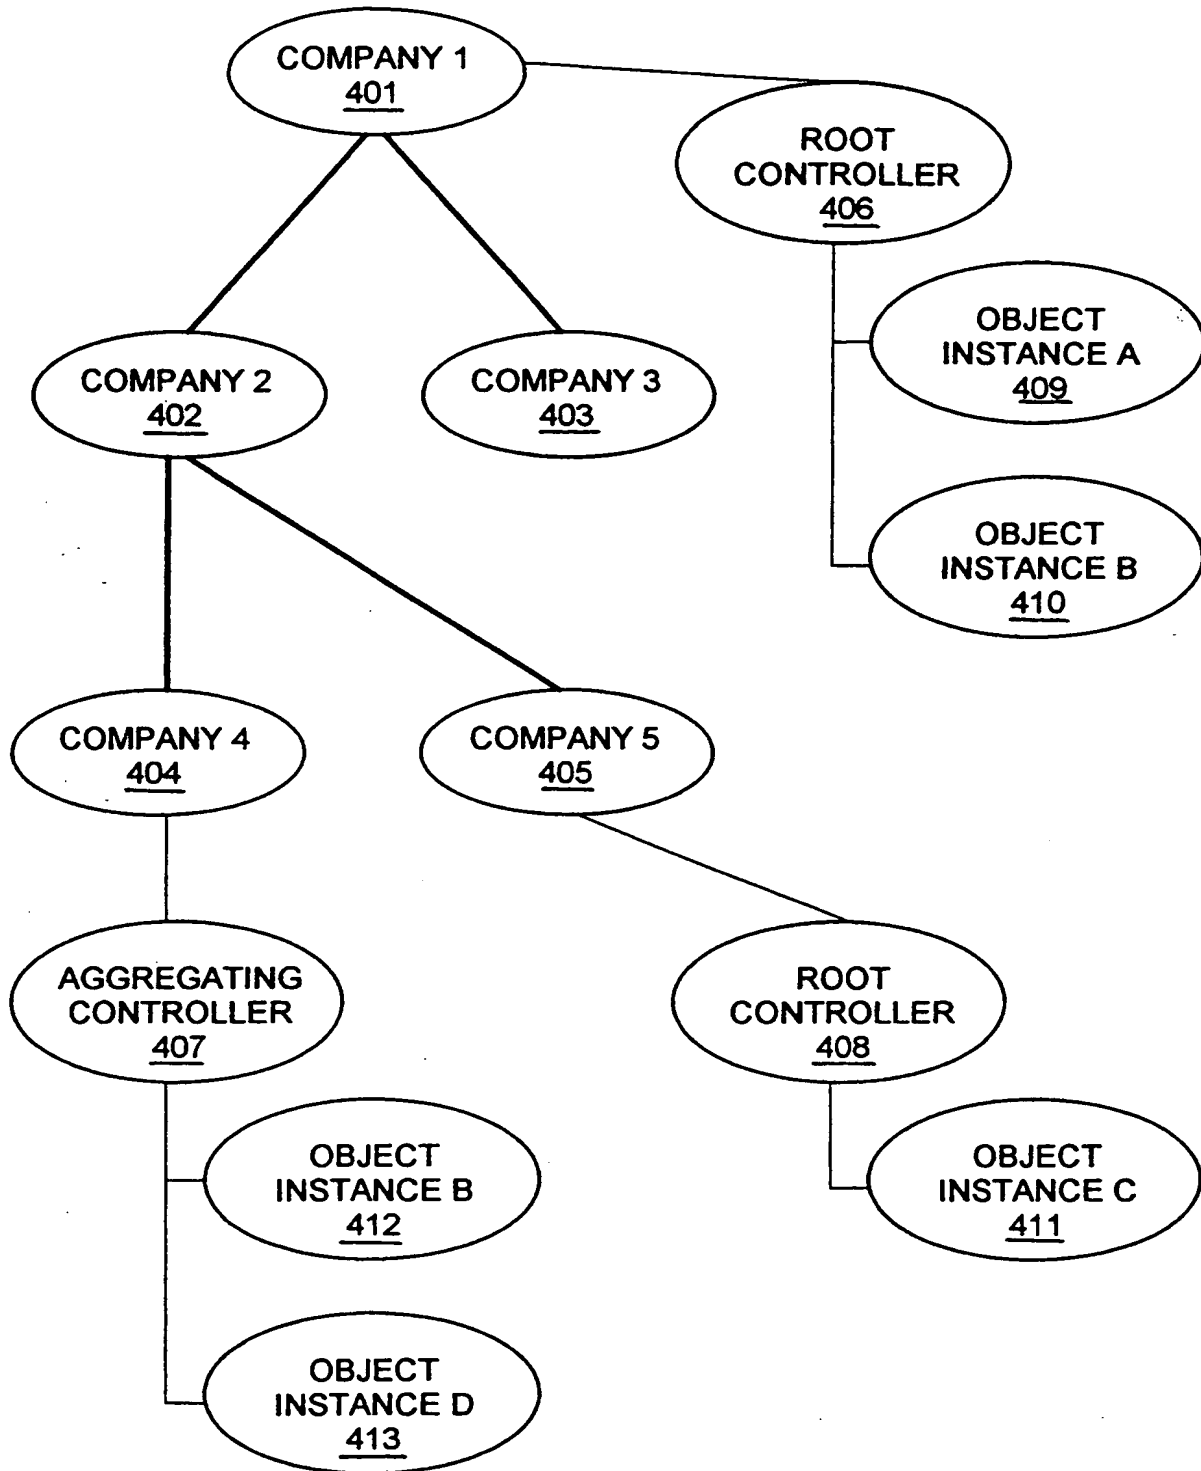 COMPANY 1
401
ROOT
CONTROLLER
406
OBJECT
INSTANCE A
409
COMPANY 2
402
COMPANY 3
403
OBJECT
INSTANCE B
410
COMPANY 4
404
COMPANY 5
405
AGGREGATING
CONTROLLER
407
ROOT
CONTROLLER
408
OBJECT
INSTANCE B
412
OBJECT
INSTANCE C
411
OBJECT
INSTANCE D
413